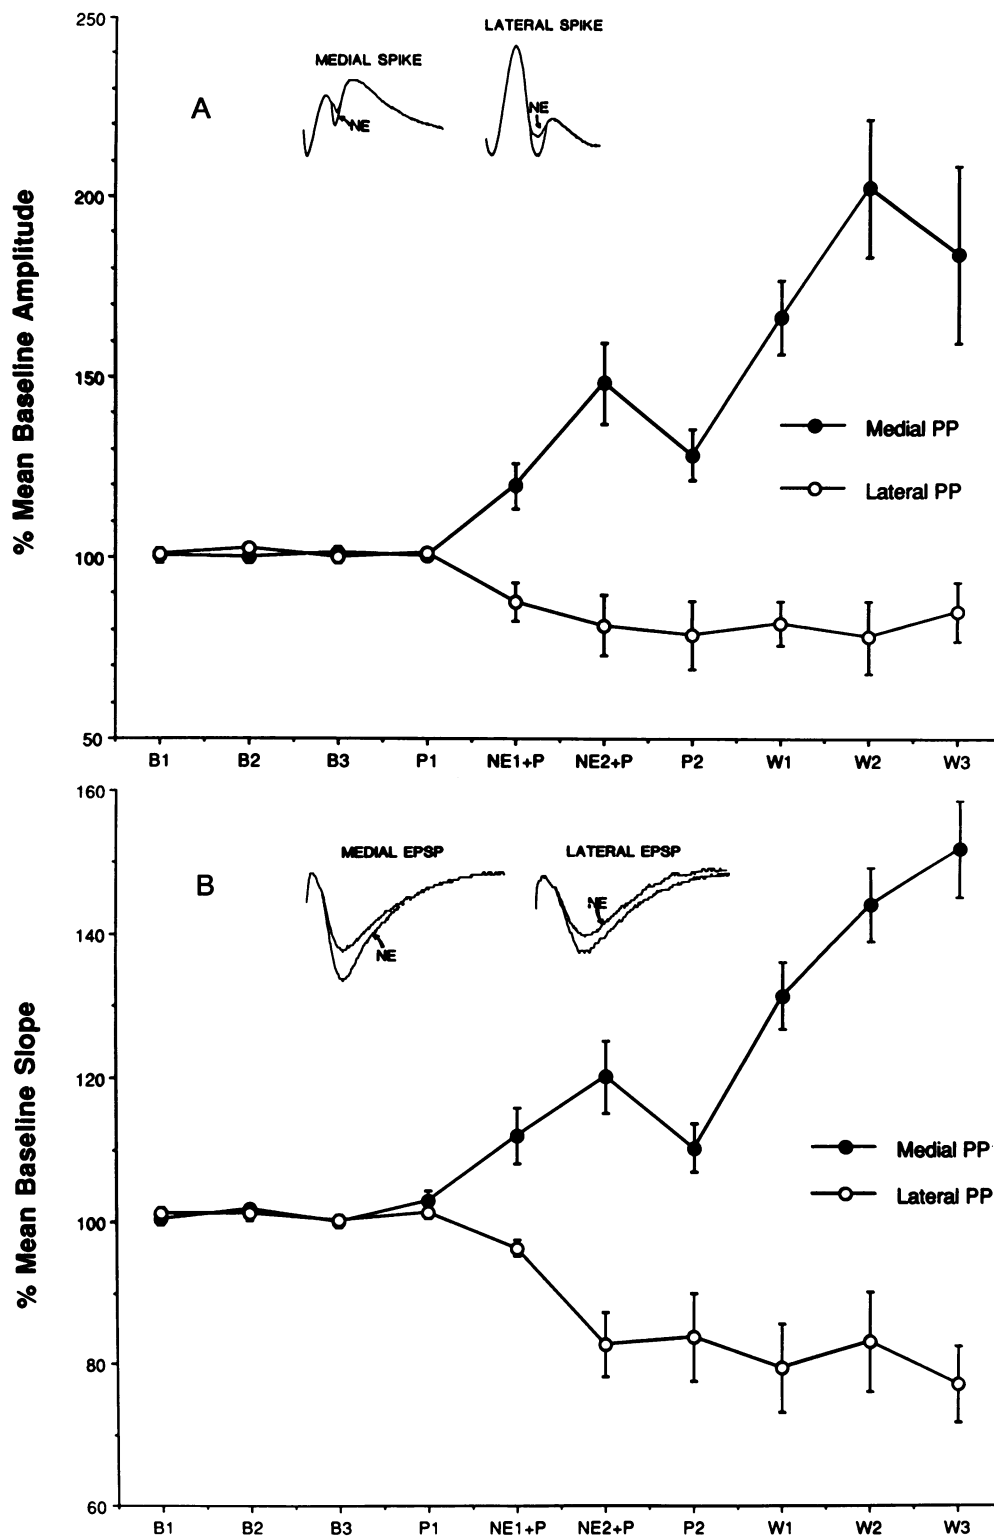 250
LATERAL SPIKE
MEDIAL SPIKE
A
NE
NE
200
150
100
50
% Mean Baseline Amplitude
Medial PP
Lateral PP
B1 B2 B3 P1 NE1+P NE2+P P2 W1 W2 W3
160
MEDIAL EPSP
LATERAL EPSP
B
NE
NE
140
120
100
80
60
% Mean Baseline Slope
Medial PP
Lateral PP
B1 B2 B3 P1 NE1+P NE2+P P2 W1 W2 W3